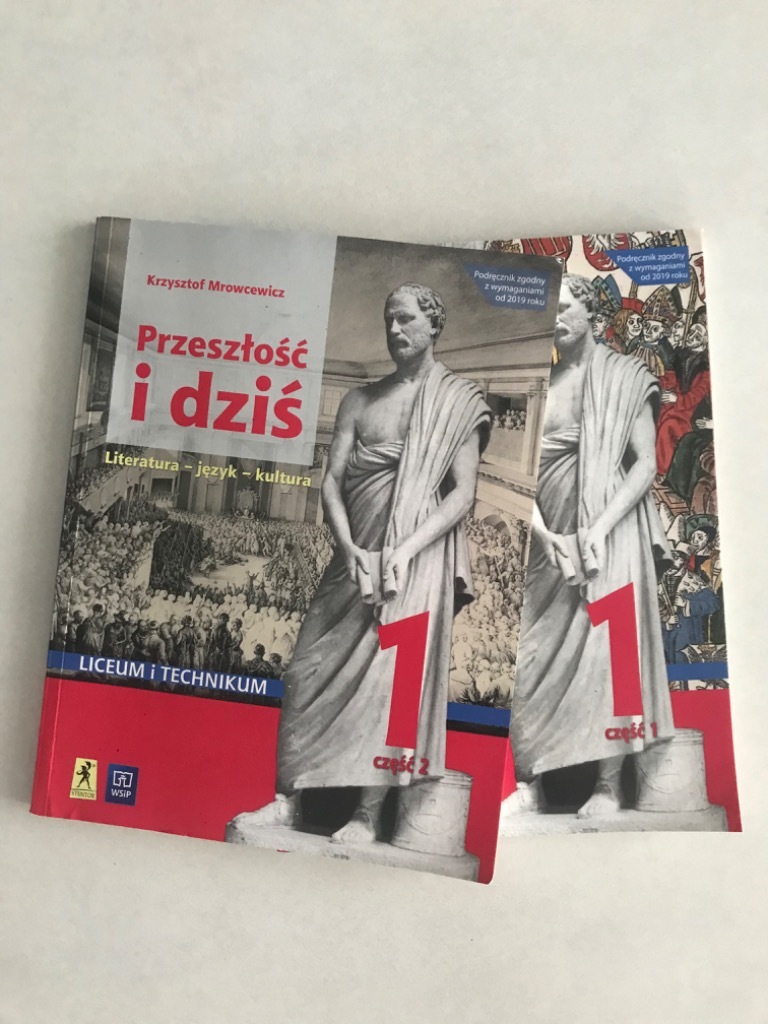 Krzysztof Mrowcewicz
Przeszłość
i dziś
Literatura – język – kultura
Podręcznik zgodny
z wymaganiami
od 2019 roku
LICEUM i TECHNIKUM
1
część 2
STENTOR
WSiP
Podręcznik zgodny
z wymaganiami
od 2019 roku
1
część 1